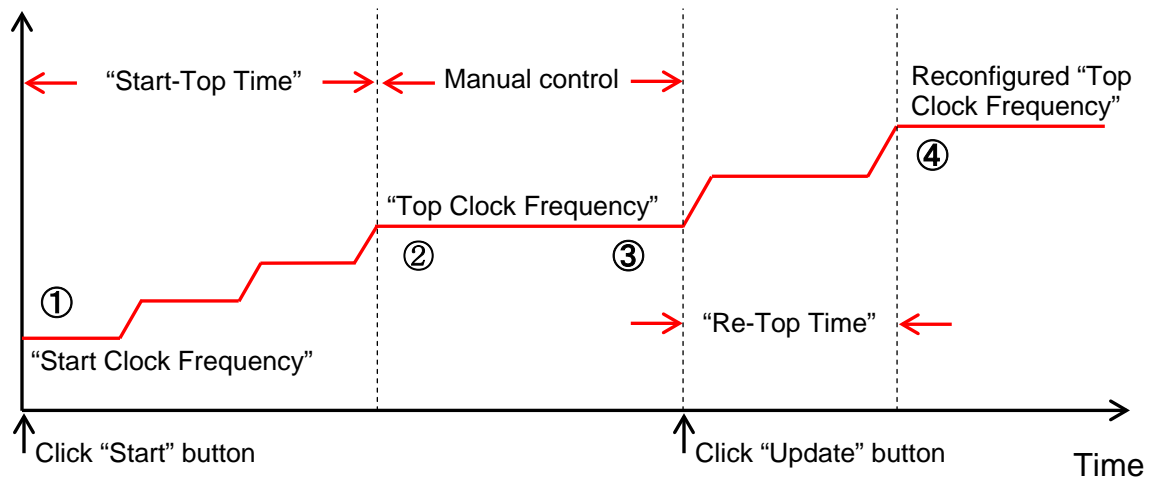 “Start-Top Time”
Manual control
Reconfigured “Top
Clock Frequency”
④
“Top Clock Frequency”
②
③
①
“Re-Top Time”
“Start Clock Frequency”
Click “Start” button
Click “Update” button
Time